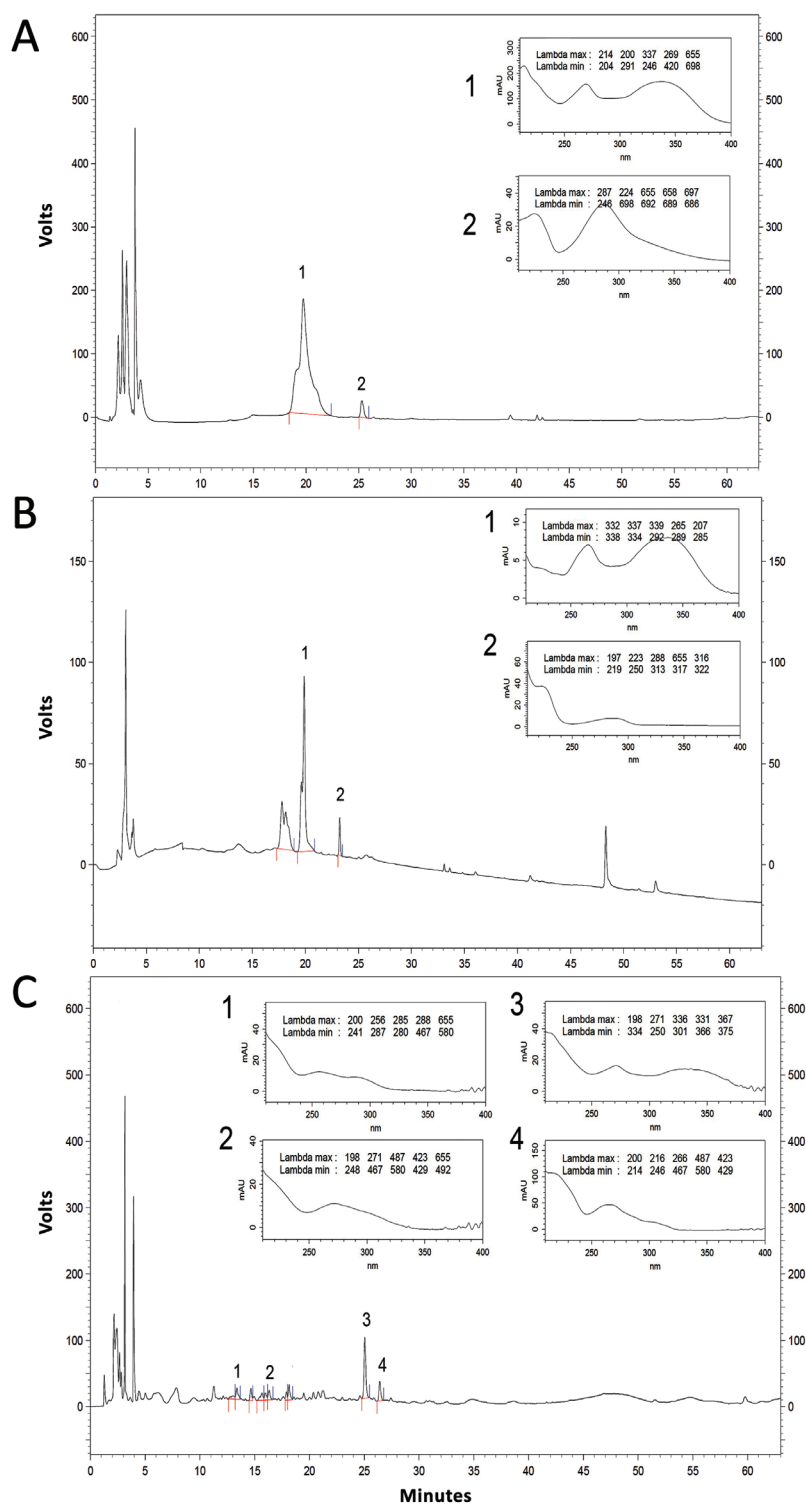 A
600
500
400
300
200
100
0
Volts
0 5 10 15 20 25 30 35 40 45 50 55 60
600
500
400
300
200
100
0
1
2
1
Lambda max : 214 200 337 269 655
Lambda min : 204 291 246 420 698
mAU
0 100 200 300
250 300 350 400
nm
2
Lambda max : 287 224 655 658 697
Lambda min : 246 698 692 689 686
mAU
0 20 40
250 300 350 400
nm
B
150
100
50
0
Volts
0 5 10 15 20 25 30 35 40 45 50 55 60
150
100
50
0
1
2
1
Lambda max : 332 337 339 265 207
Lambda min : 338 334 292 289 285
mAU
0 5 10
250 300 350 400
nm
2
Lambda max : 197 223 288 655 316
Lambda min : 219 250 313 317 322
mAU
0 20 40 60
250 300 350 400
nm
C
600
500
400
300
200
100
0
Volts
0 5 10 15 20 25 30 35 40 45 50 55 60
600
500
400
300
200
100
0
1
2
3
4
1
Lambda max : 200 256 285 288 655
Lambda min : 241 287 280 467 580
mAU
0 20 40
250 300 350 400
nm
2
Lambda max : 198 271 487 423 655
Lambda min : 248 467 580 429 492
mAU
0 20 40
250 300 350 400
nm
3
Lambda max : 198 271 336 331 367
Lambda min : 334 250 301 366 375
mAU
0 20 40
250 300 350 400
nm
4
Lambda max : 200 216 266 487 423
Lambda min : 214 246 467 580 429
mAU
0 50 100 150
250 300 350 400
nm
Minutes